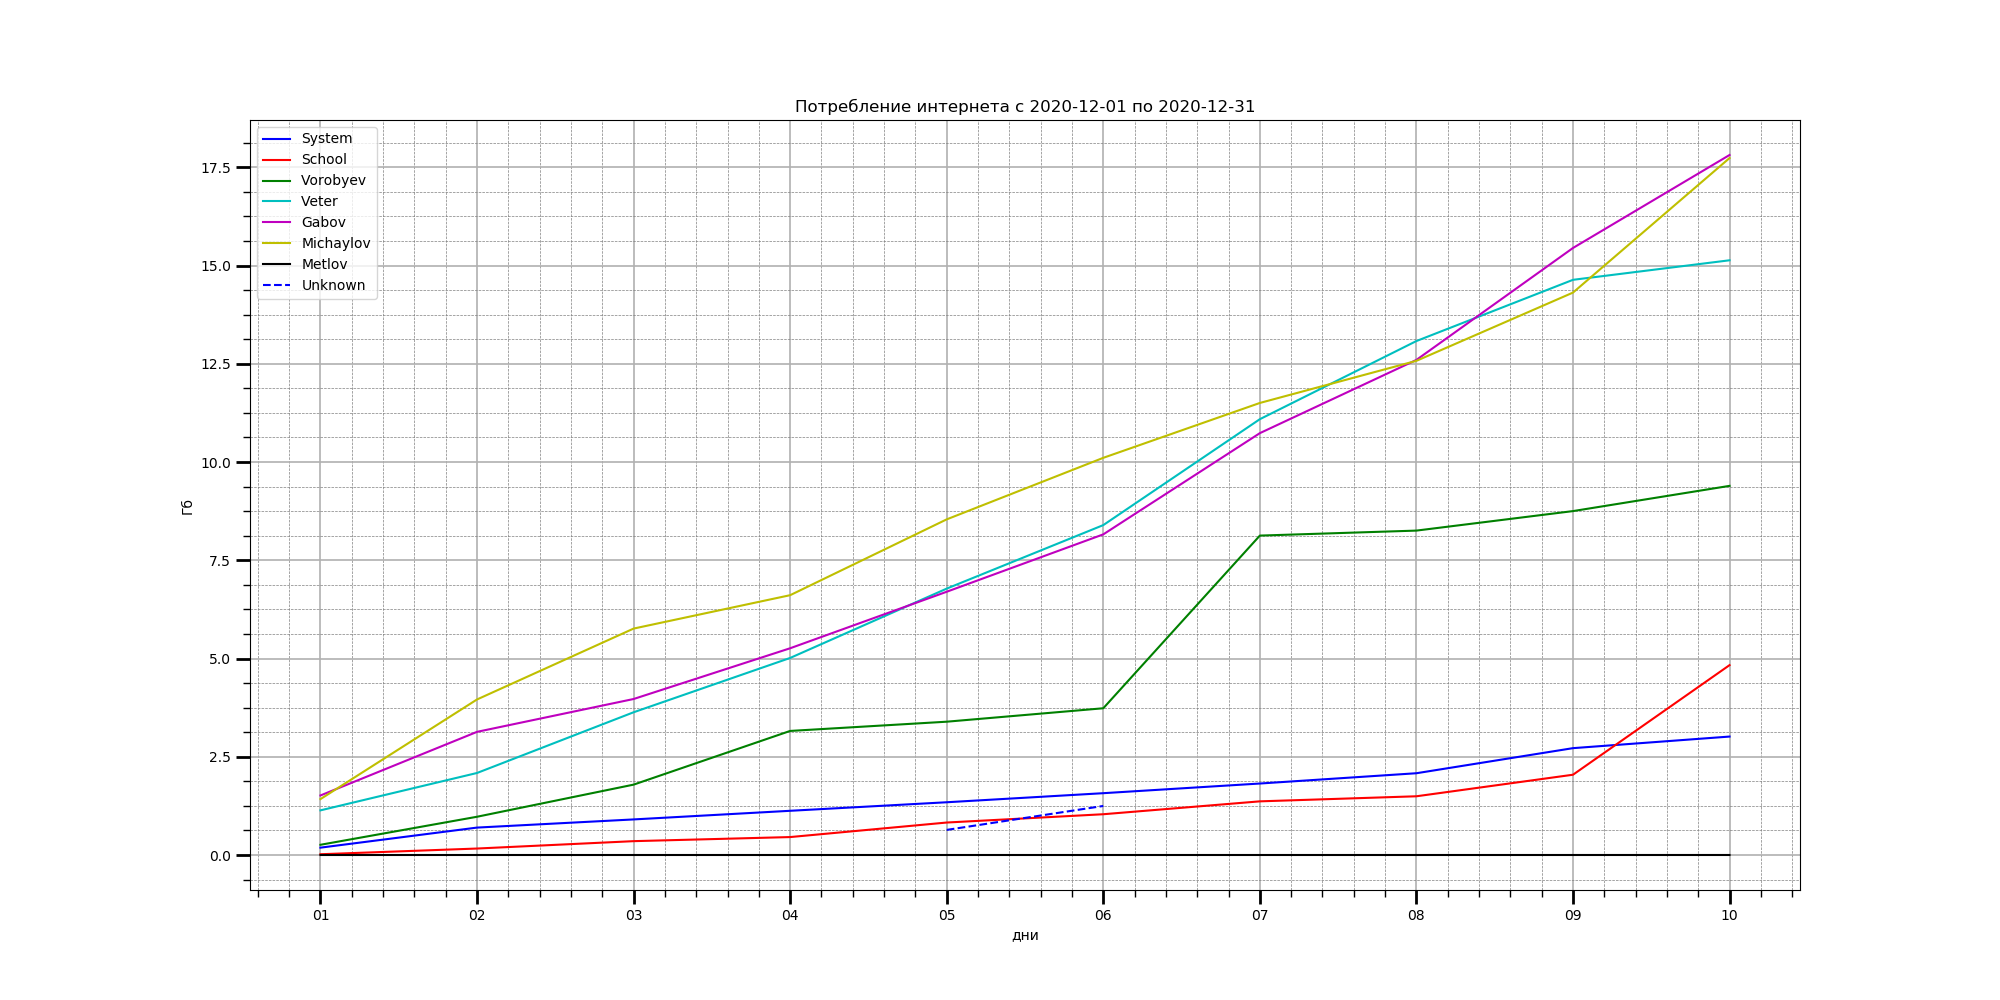 Потребление интернета с 2020-12-01 по 2020-12-31
System
School
Vorobyev
Veter
Gabov
Michaylov
Metlov
Unknown
17.5
15.0
12.5
10.0
7.5
5.0
2.5
0.0
Гб
01 02 03 04 05 06 07 08 09 10
дни